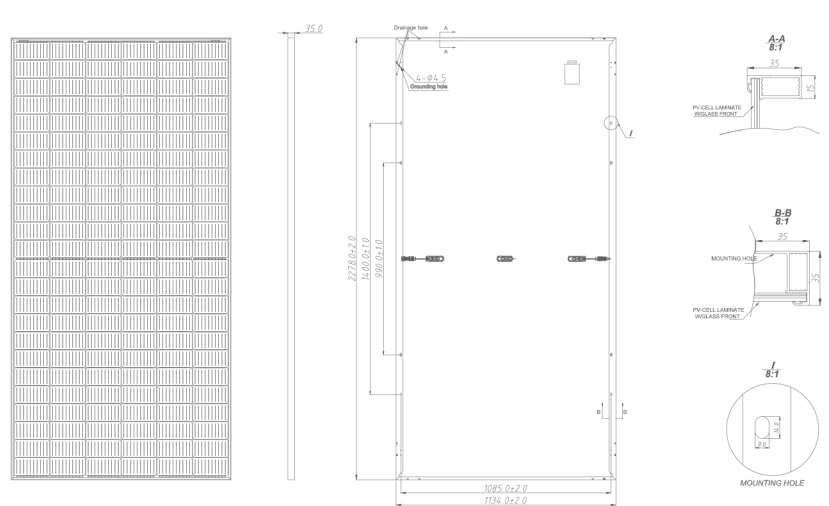 35.0
Drainage hole
A
A
4-Φ4.5
Grounding hole
I
2278.0±2.0
1400.0±1.0
990.0±1.0
B
B
1085.0±2.0
1134.0±2.0
A-A
8:1
35
15
PV-CELL LAMINATE
W/GLASS FRONT
B-B
8:1
35
MOUNTING HOLE
35
PV-CELL LAMINATE
W/GLASS FRONT
I
8:1
14.0
9.0
MOUNTING HOLE